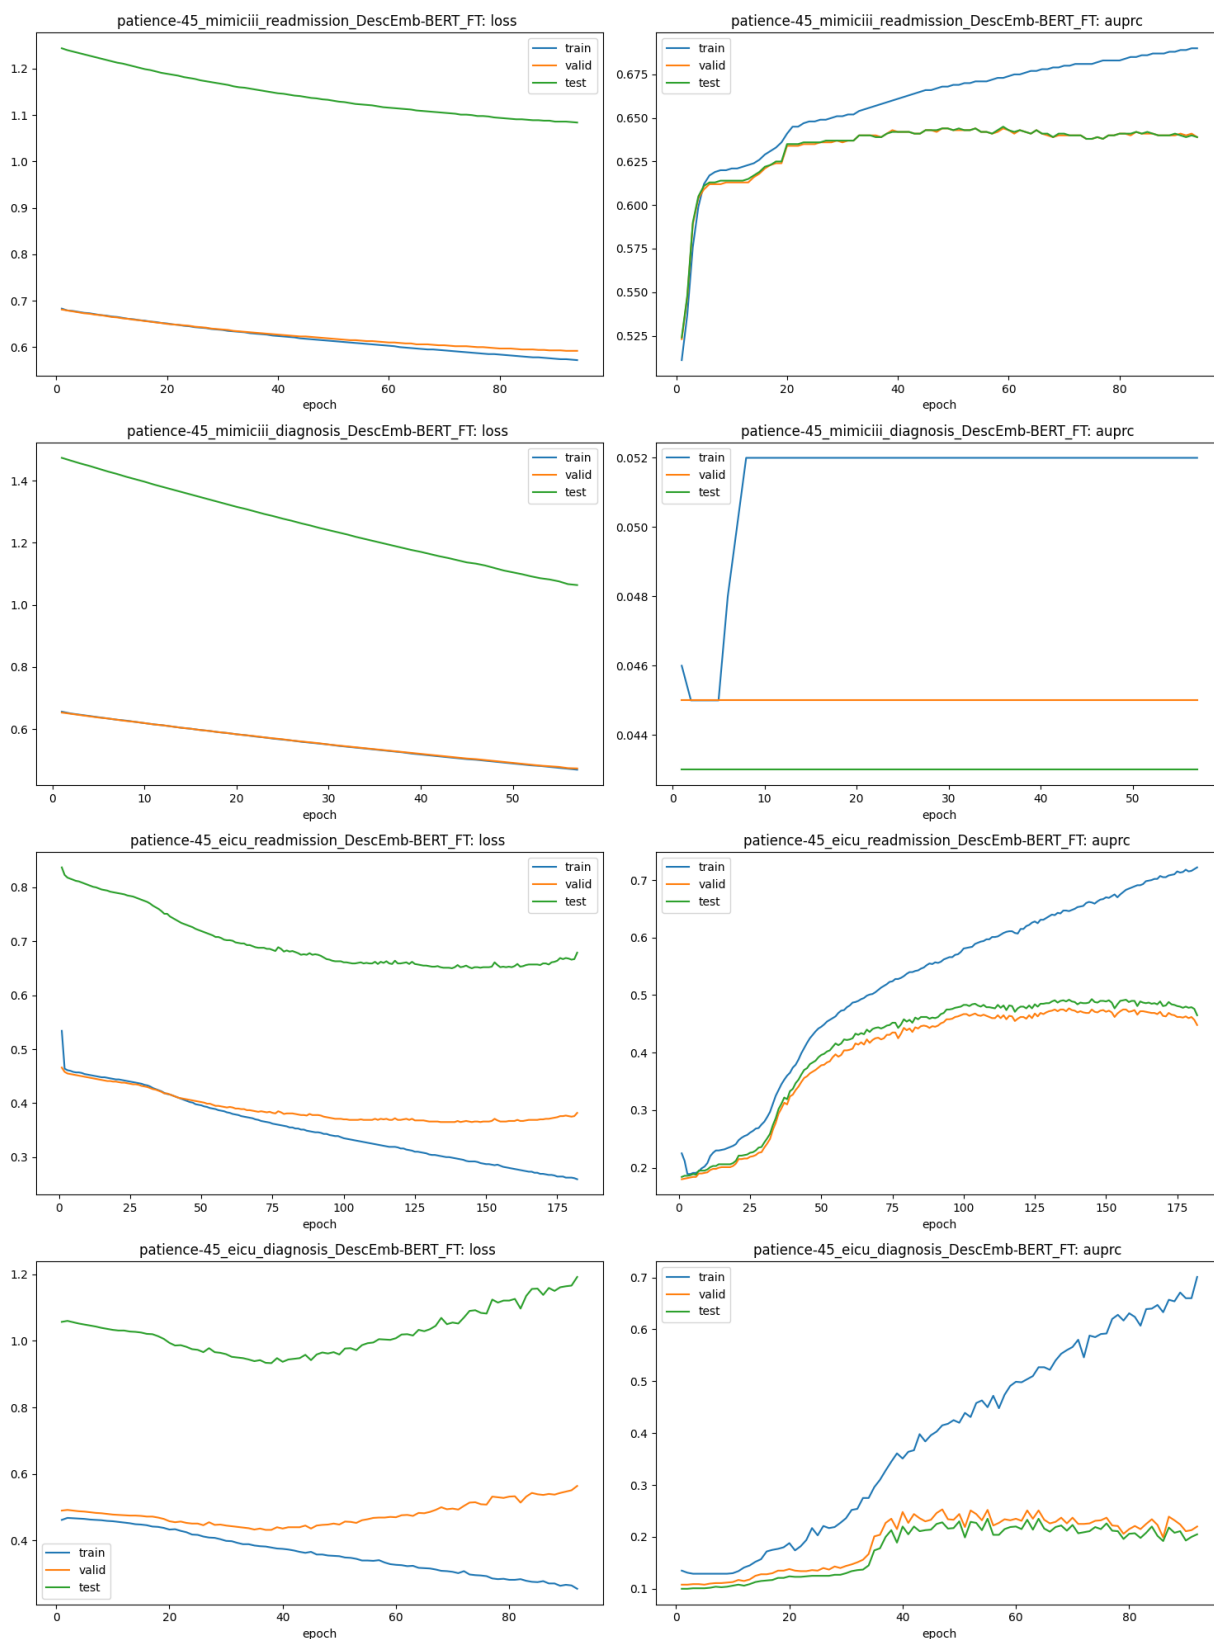 patience-45_mimiciii_readmission_DescEmb-BERT_FT: loss
train
valid
test
1.2
1.1
1.0
0.9
0.8
0.7
0.6
0 20 40 60 80
epoch
patience-45_mimiciii_readmission_DescEmb-BERT_FT: auprc
train
valid
test
0.675
0.650
0.625
0.600
0.575
0.550
0.525
0 20 40 60 80
epoch
patience-45_mimiciii_diagnosis_DescEmb-BERT_FT: loss
train
valid
test
1.4
1.2
1.0
0.8
0.6
0 10 20 30 40 50
epoch
patience-45_mimiciii_diagnosis_DescEmb-BERT_FT: auprc
train
valid
test
0.052
0.050
0.048
0.046
0.044
0 10 20 30 40 50
epoch
patience-45_eicu_readmission_DescEmb-BERT_FT: loss
train
valid
test
0.8
0.7
0.6
0.5
0.4
0.3
0 25 50 75 100 125 150 175
epoch
patience-45_eicu_readmission_DescEmb-BERT_FT: auprc
train
valid
test
0.7
0.6
0.5
0.4
0.3
0.2
0 25 50 75 100 125 150 175
epoch
patience-45_eicu_diagnosis_DescEmb-BERT_FT: loss
1.2
1.0
0.8
0.6
0.4
train
valid
test
0 20 40 60 80
epoch
patience-45_eicu_diagnosis_DescEmb-BERT_FT: auprc
train
valid
test
0.7
0.6
0.5
0.4
0.3
0.2
0.1
0 20 40 60 80
epoch